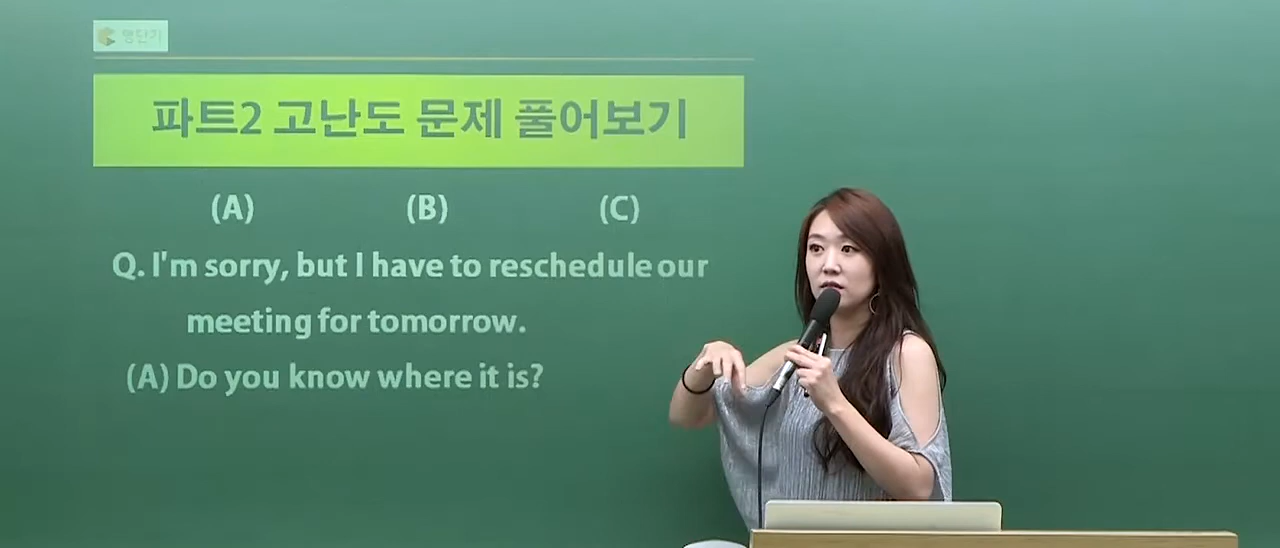 영단기
파트2 고난도 문제 풀어보기
(A) (B) (C)
Q. I'm sorry, but I have to reschedule our
meeting for tomorrow.
(A) Do you know where it is?